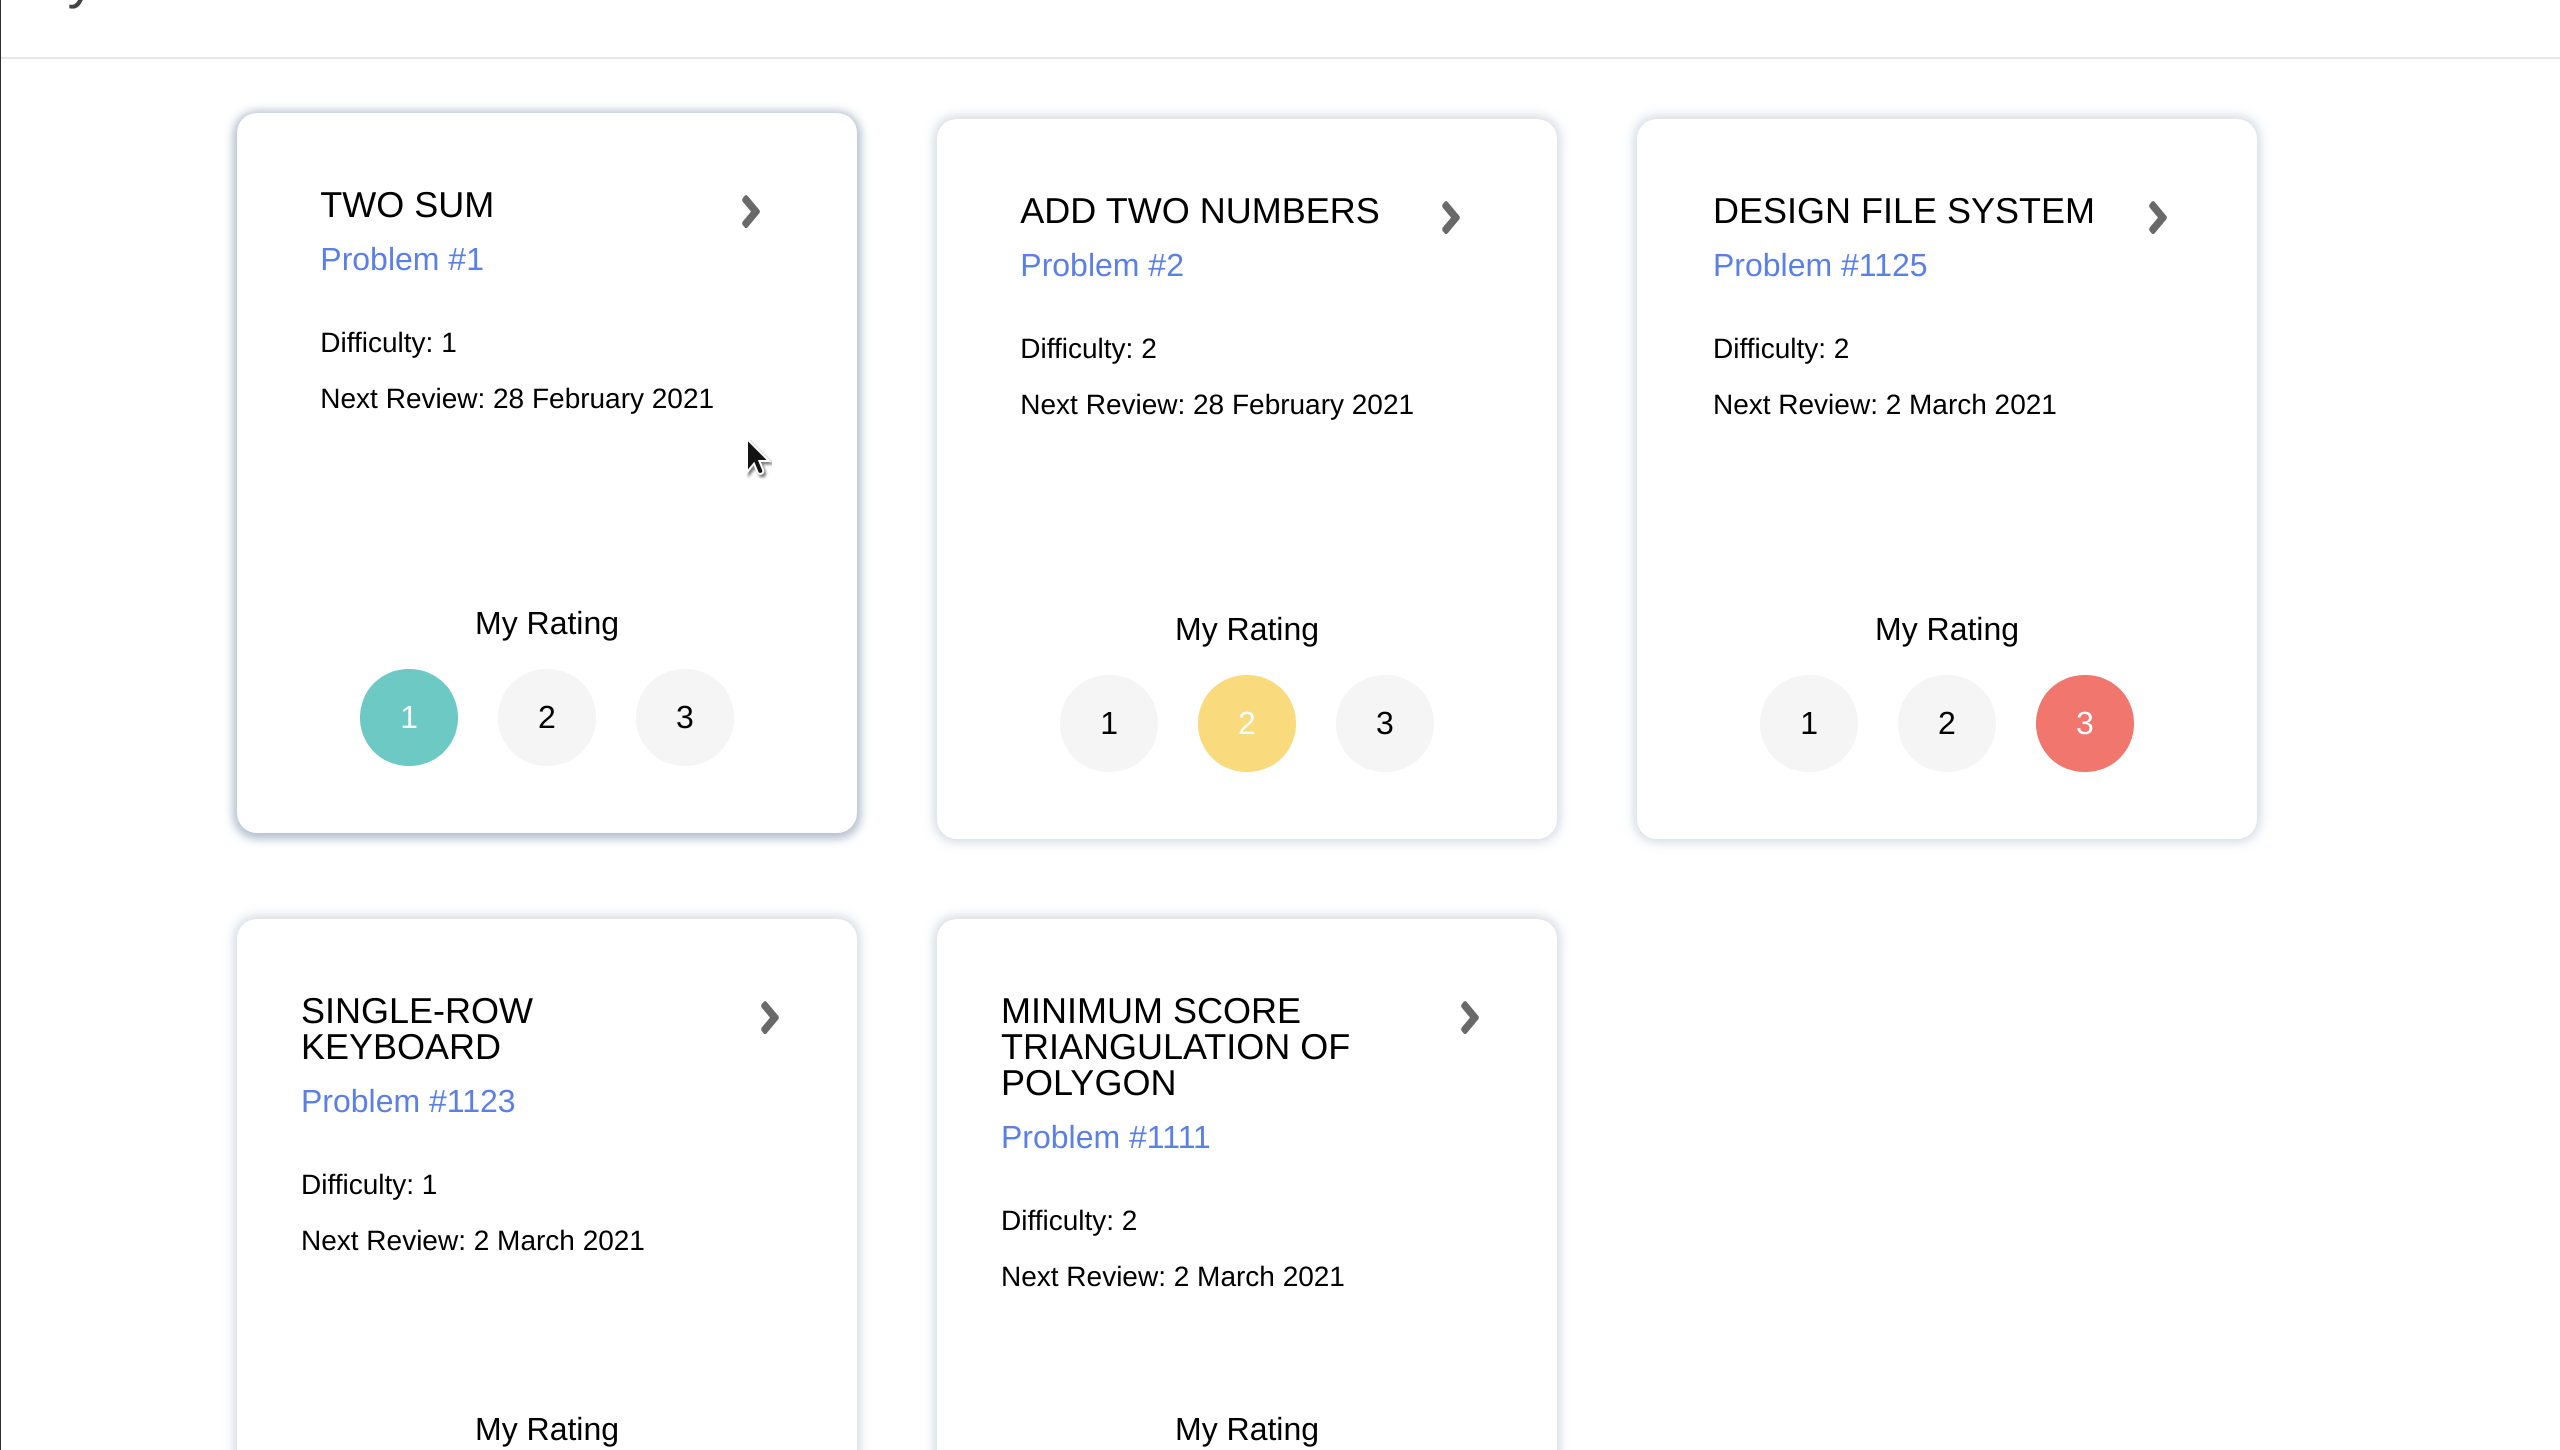 TWO SUM
Problem #1
Difficulty: 1
Next Review: 28 February 2021
My Rating
1 2 3
ADD TWO NUMBERS
Problem #2
Difficulty: 2
Next Review: 28 February 2021
My Rating
1 2 3
DESIGN FILE SYSTEM
Problem #1125
Difficulty: 2
Next Review: 2 March 2021
My Rating
1 2 3
SINGLE-ROW
KEYBOARD
Problem #1123
Difficulty: 1
Next Review: 2 March 2021
My Rating
MINIMUM SCORE
TRIANGULATION OF
POLYGON
Problem #1111
Difficulty: 2
Next Review: 2 March 2021
My Rating